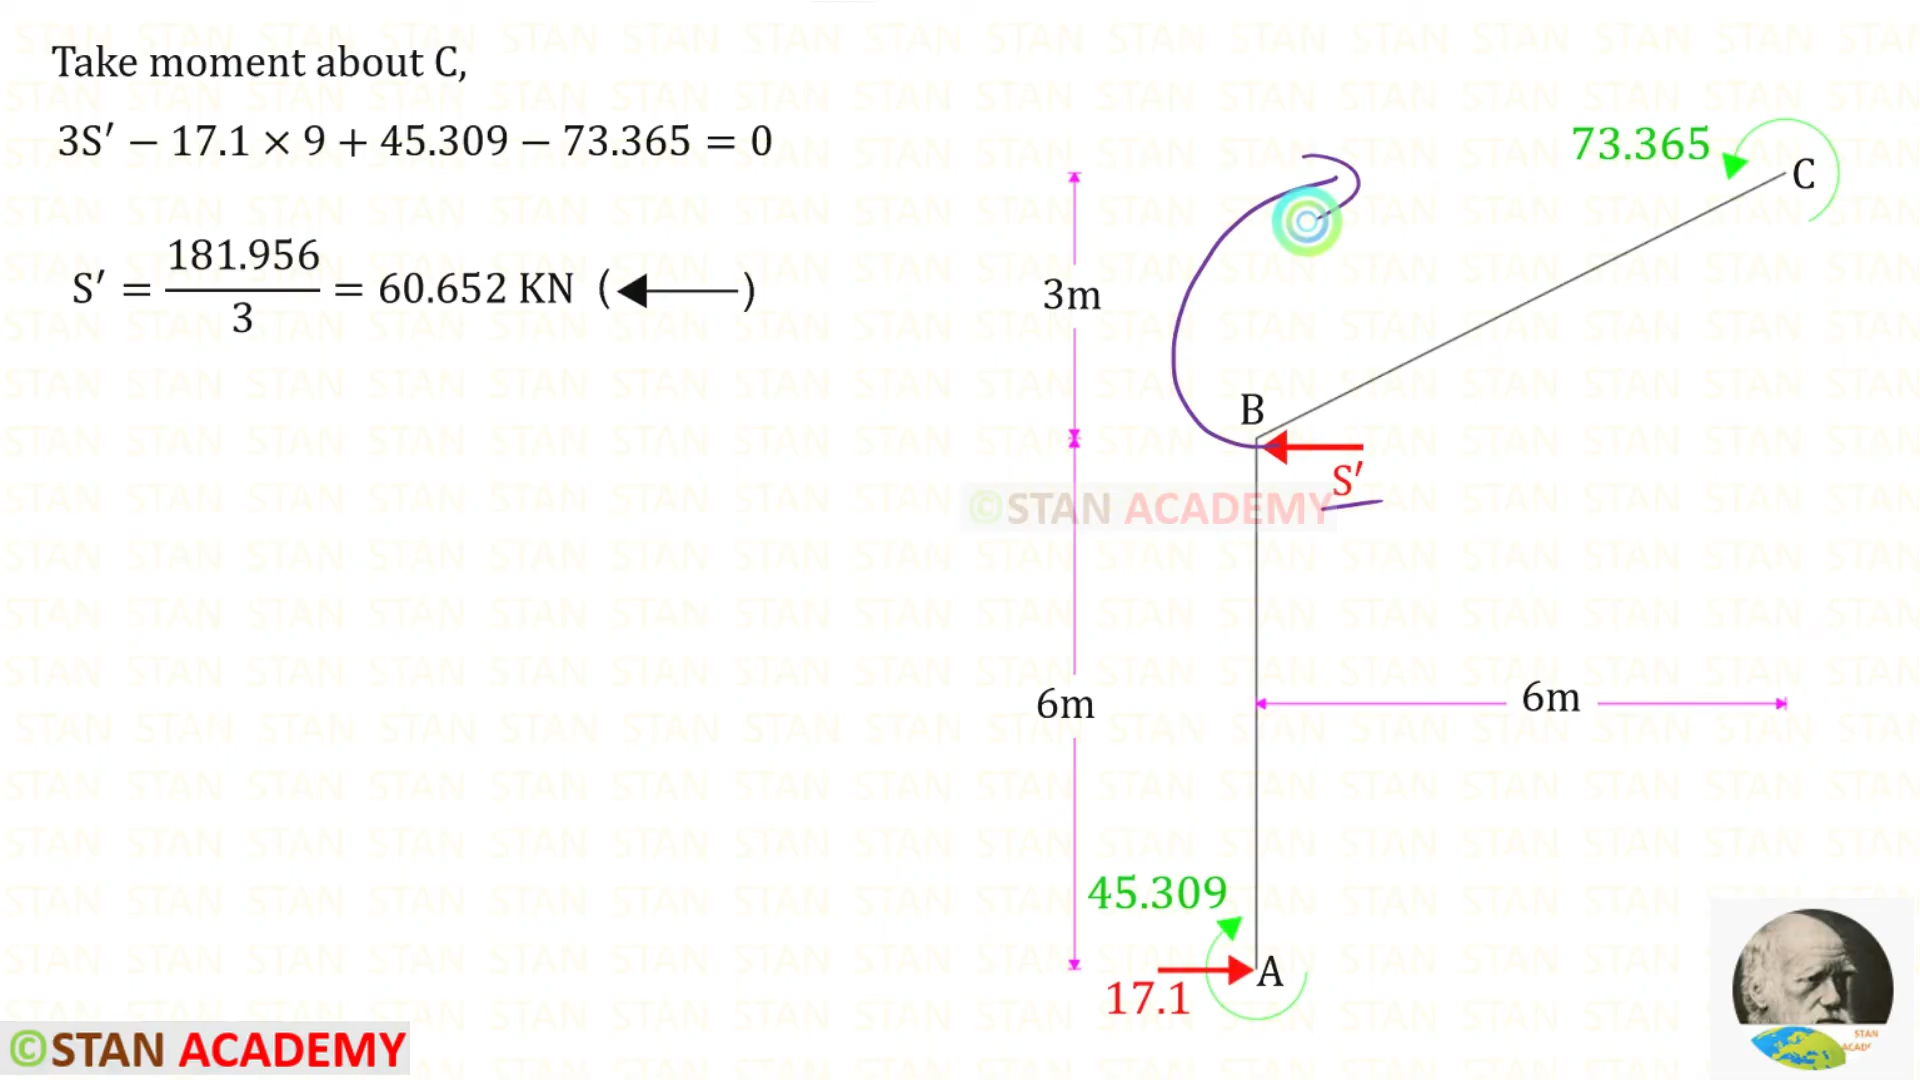 Take moment about C,
3S′ − 17.1 × 9 + 45.309 − 73.365 = 0
S′ = 181.956 / 3 = 60.652 KN (←)
73.365
C
3m
B
S′
©STAN ACADEMY
6m
6m
45.309
A
17.1
©STAN ACADEMY
STAN